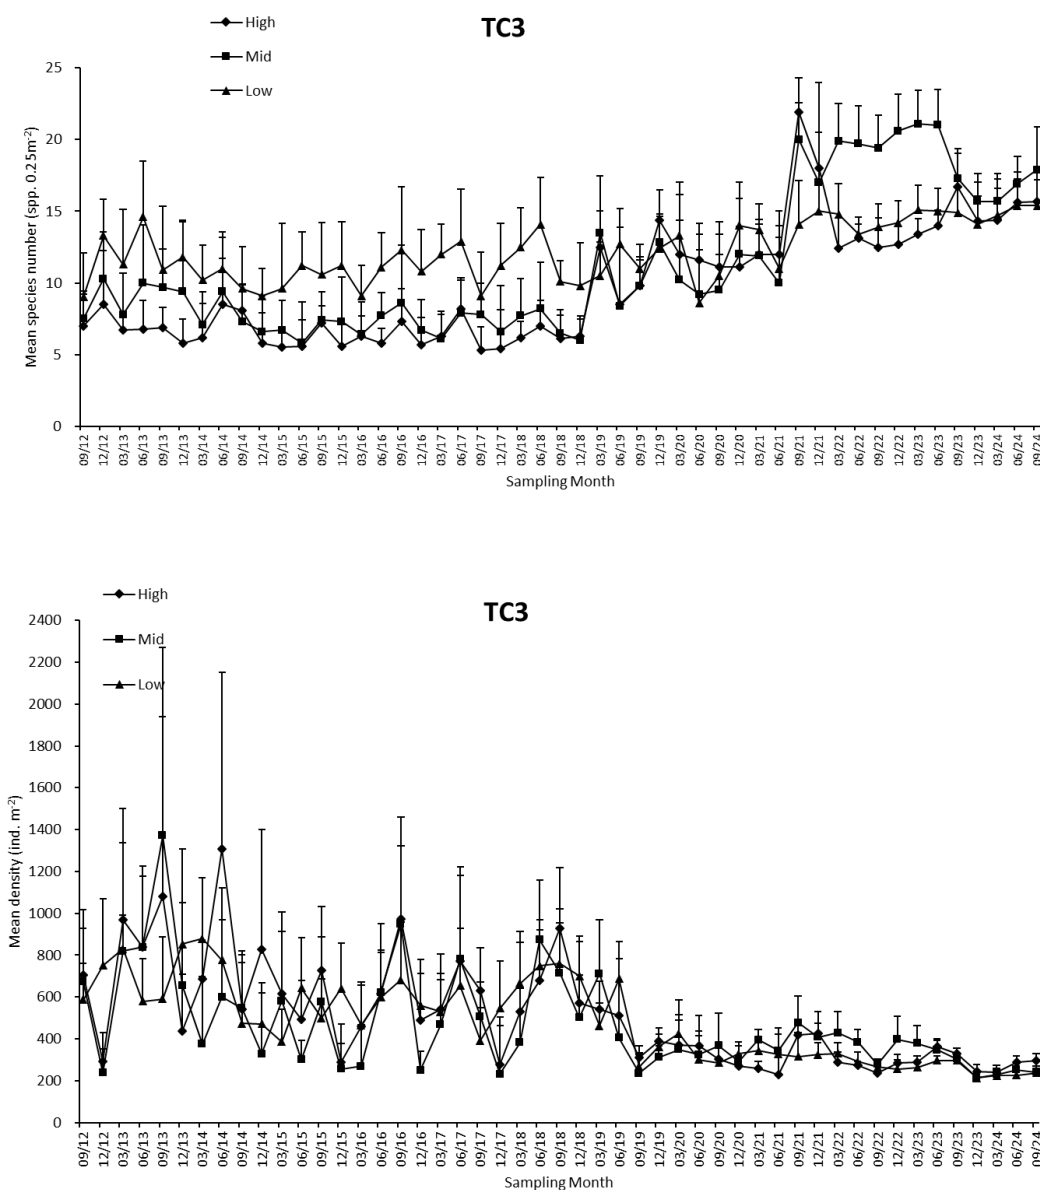 High
TC3
Mid
Low
25
20
15
10
5
0
Mean species number (spp. 0.25m-2)
09/12 12/12 03/13 06/13 09/13 12/13 03/14 06/14 09/14 12/14 03/15 06/15 09/15 12/15 03/16 06/16 09/16 12/16 03/17 06/17 09/17 12/17 03/18 06/18 09/18 12/18 03/19 06/19 09/19 12/19 03/20 06/20 09/20 12/20 03/21 06/21 09/21 12/21 03/22 06/22 09/22 12/22 03/23 06/23 09/23 12/23 03/24 06/24 09/24
Sampling Month
High
TC3
Mid
Low
2400
2200
2000
1800
1600
1400
1200
1000
800
600
400
200
0
Mean density (ind. m-2)
09/12 12/12 03/13 06/13 09/13 12/13 03/14 06/14 09/14 12/14 03/15 06/15 09/15 12/15 03/16 06/16 09/16 12/16 03/17 06/17 09/17 12/17 03/18 06/18 09/18 12/18 03/19 06/19 09/19 12/19 03/20 06/20 09/20 12/20 03/21 06/21 09/21 12/21 03/22 06/22 09/22 12/22 03/23 06/23 09/23 12/23 03/24 06/24 09/24
Sampling Month